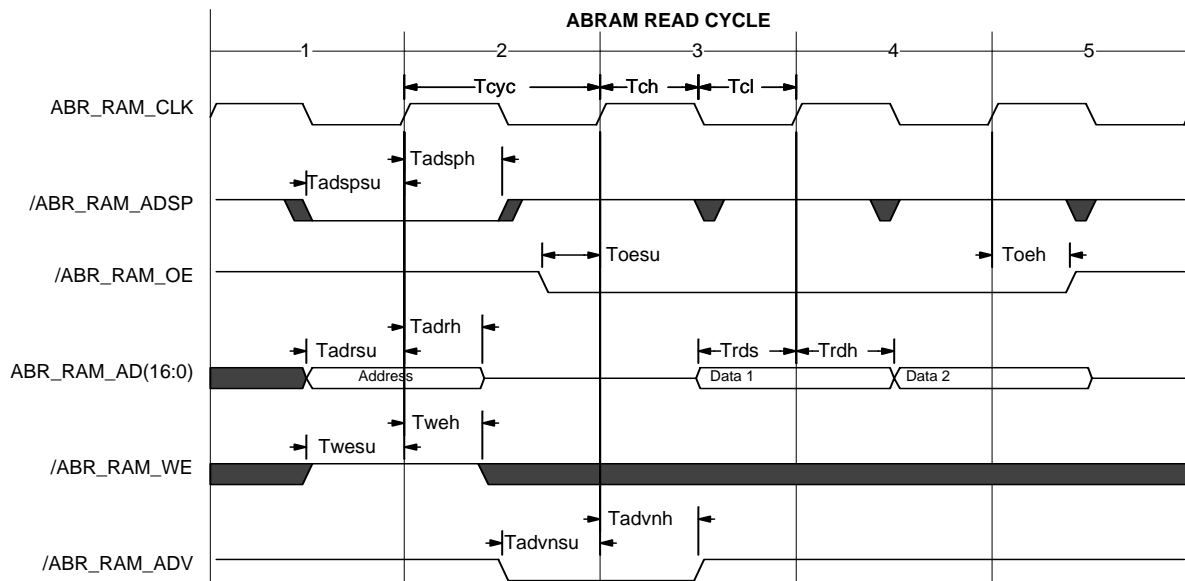 ABRAM READ CYCLE
1 2 3 4 5
Tcyc Tch Tcl
ABR_RAM_CLK
Tadsph
Tadspsu
/ABR_RAM_ADSP
Toesu Toeh
/ABR_RAM_OE
Tadrh
Tadrsu Trds Trdh
ABR_RAM_AD(16:0) Address Data 1 Data 2
Tweh
Twesu
/ABR_RAM_WE
Tadvnh
Tadvnsu
/ABR_RAM_ADV